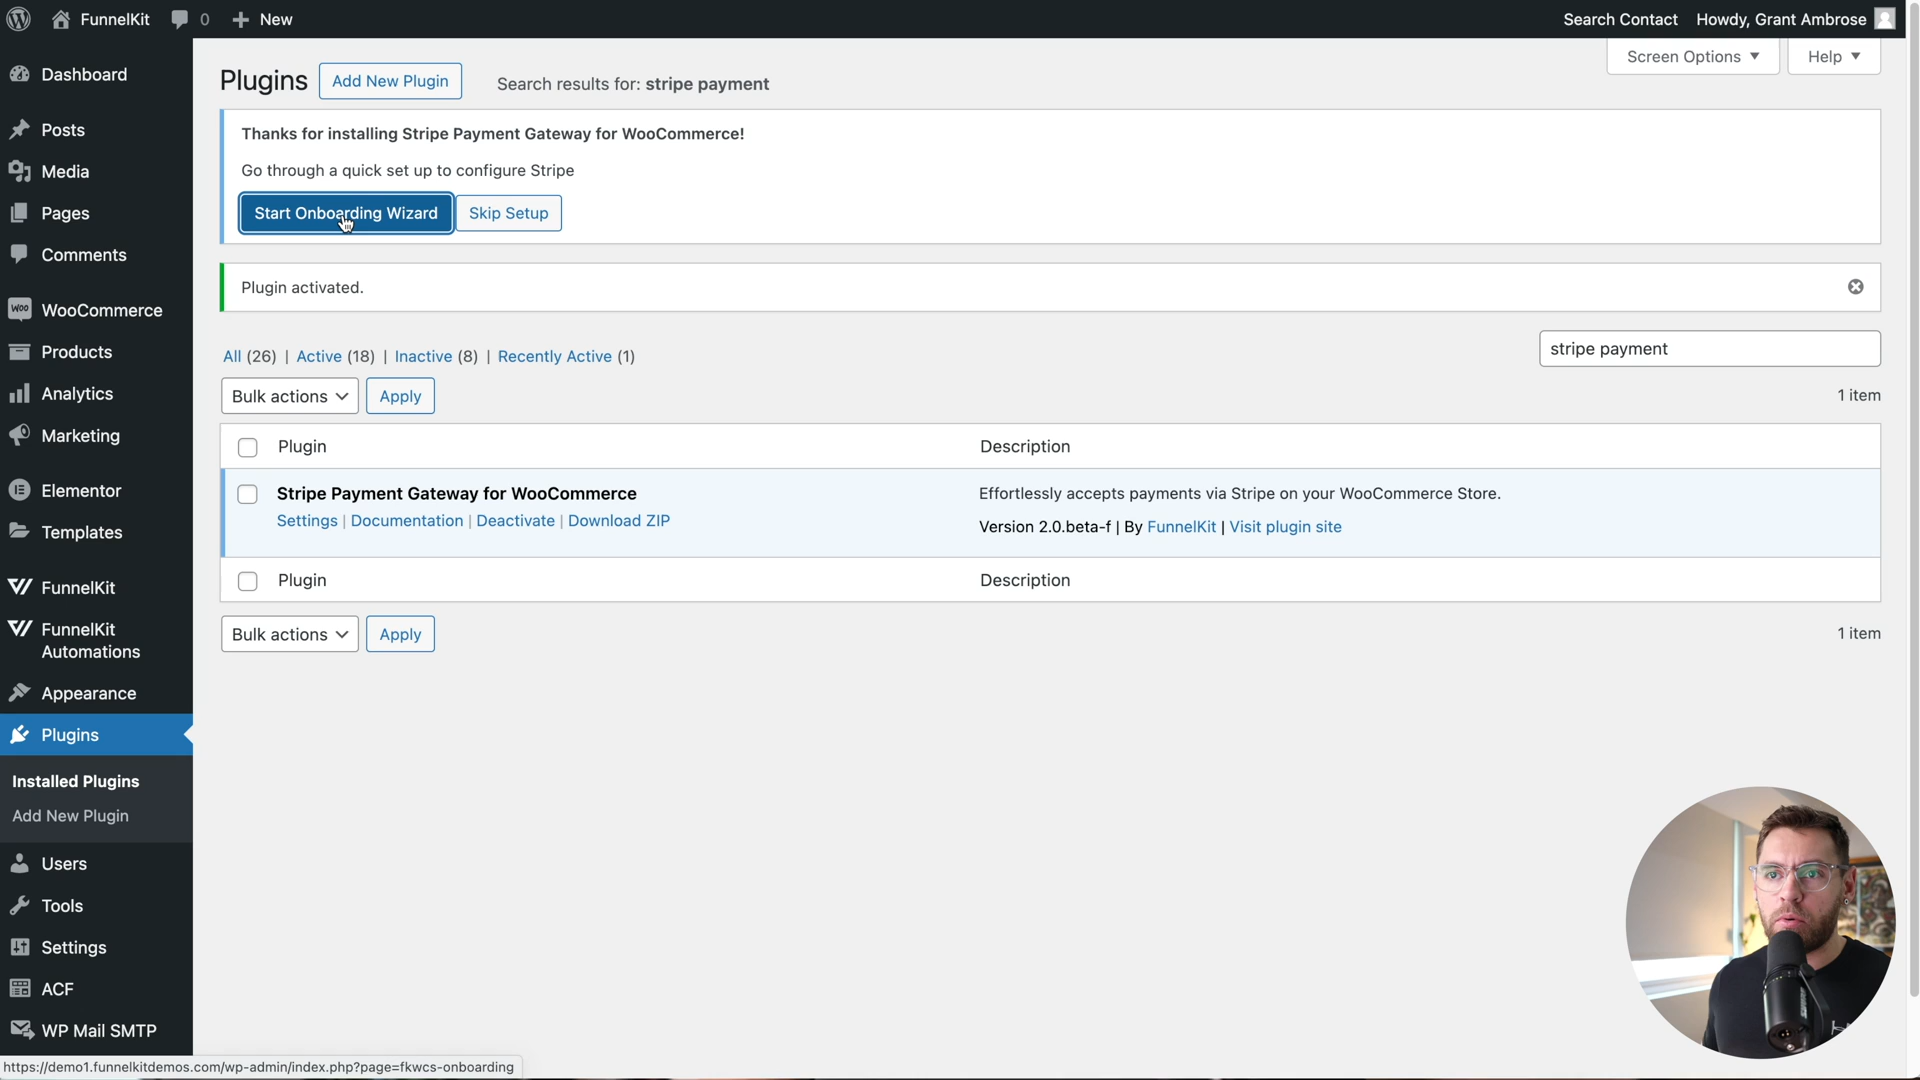 FunnelKit 0 New Search Contact Howdy, Grant Ambrose
Screen Options Help
Dashboard
Posts
Media
Pages
Comments
WooCommerce
Products
Analytics
Marketing
Elementor
Templates
FunnelKit
FunnelKit
Automations
Appearance
Plugins
Installed Plugins
Add New Plugin
Users
Tools
Settings
ACF
WP Mail SMTP
Plugins Add New Plugin Search results for: stripe payment
Thanks for installing Stripe Payment Gateway for WooCommerce!
Go through a quick set up to configure Stripe
Start Onboarding Wizard Skip Setup
Plugin activated.
All (26) | Active (18) | Inactive (8) | Recently Active (1)
stripe payment
Bulk actions Apply
1 item
Plugin Description
Stripe Payment Gateway for WooCommerce Effortlessly accepts payments via Stripe on your WooCommerce Store.
Settings | Documentation | Deactivate | Download ZIP Version 2.0.beta-f | By FunnelKit | Visit plugin site
Plugin Description
Bulk actions Apply
1 item
https://demo1.funnelkitdemos.com/wp-admin/index.php?page=fkwcs-onboarding